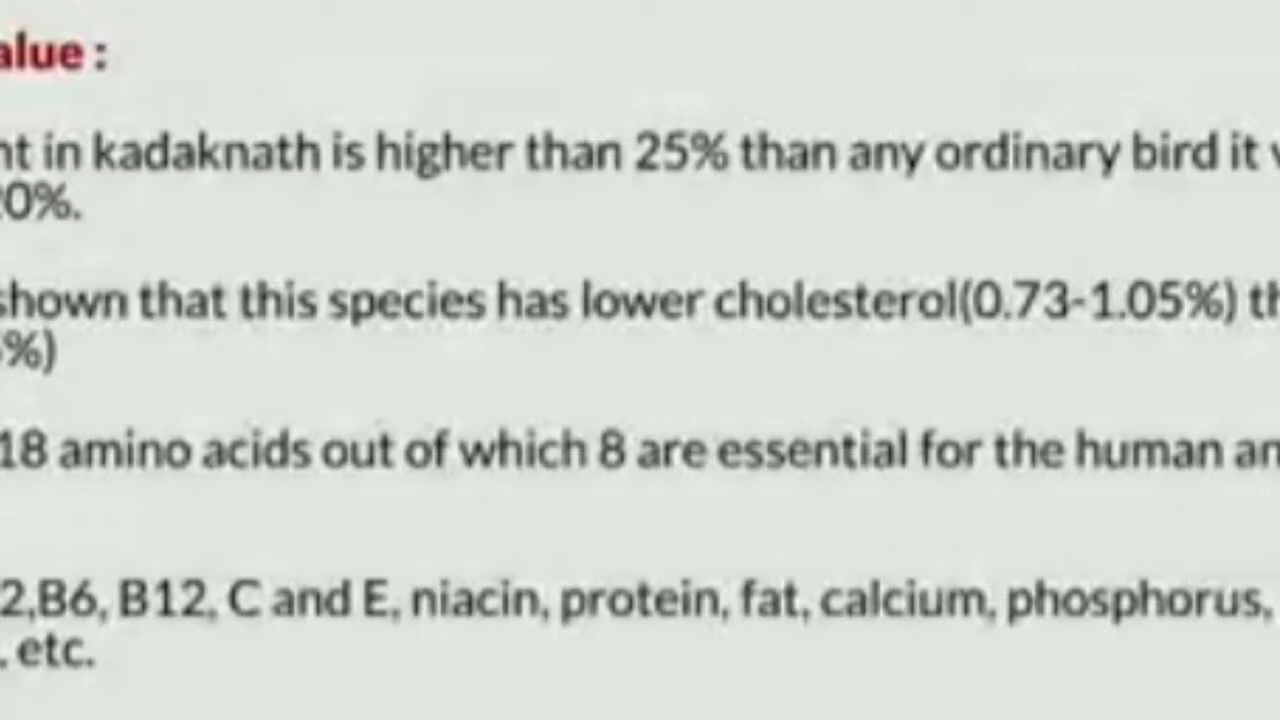 alue :
nt in kadaknath is higher than 25% than any ordinary bird it
20%.
shown that this species has lower cholesterol(0.73-1.05%) th
%)
18 amino acids out of which 8 are essential for the human an
2,B6, B12, C and E, niacin, protein, fat, calcium, phosphorus,
, etc.